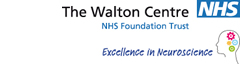 The Walton Centre NHS
NHS Foundation Trust
Excellence in Neuroscience